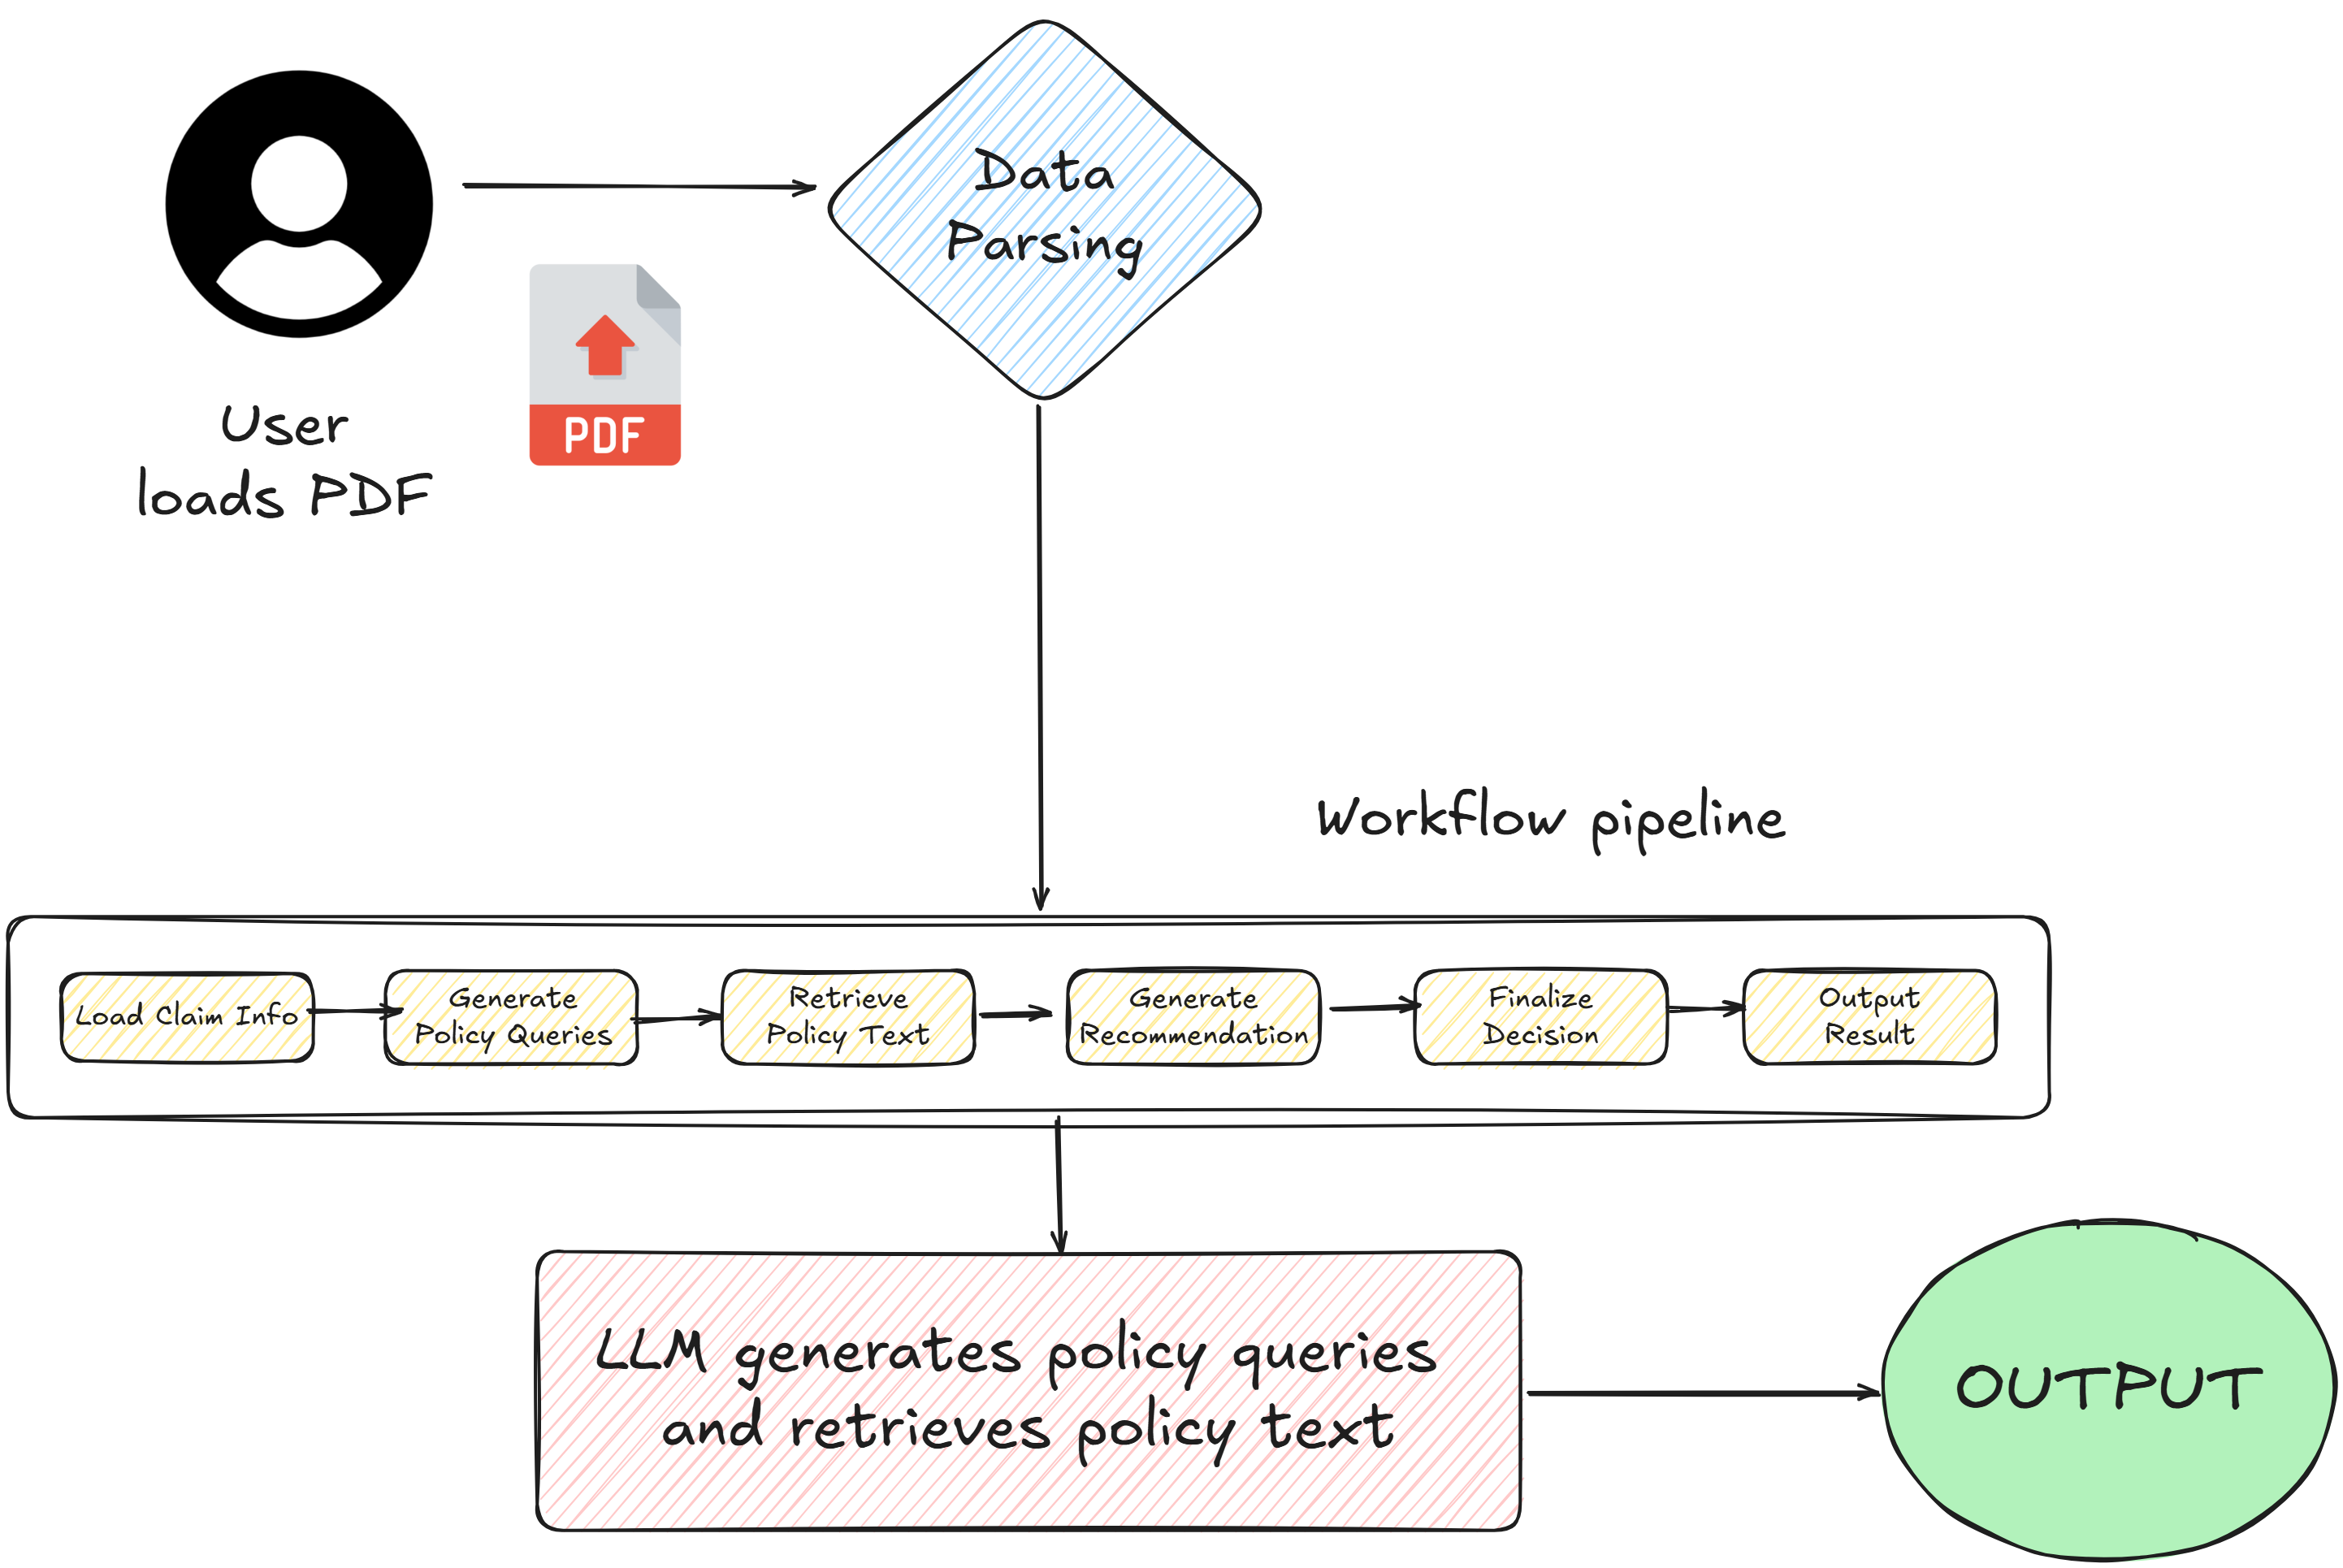 Data
Parsing
PDF
User
loads PDF
Workflow pipeline
Load Claim Info
Generate
Policy Queries
Retrieve
Policy Text
Generate
Recommendation
Finalize
Decision
Output
Result
LLM generates policy queries
and retrieves policy text
OUTPUT